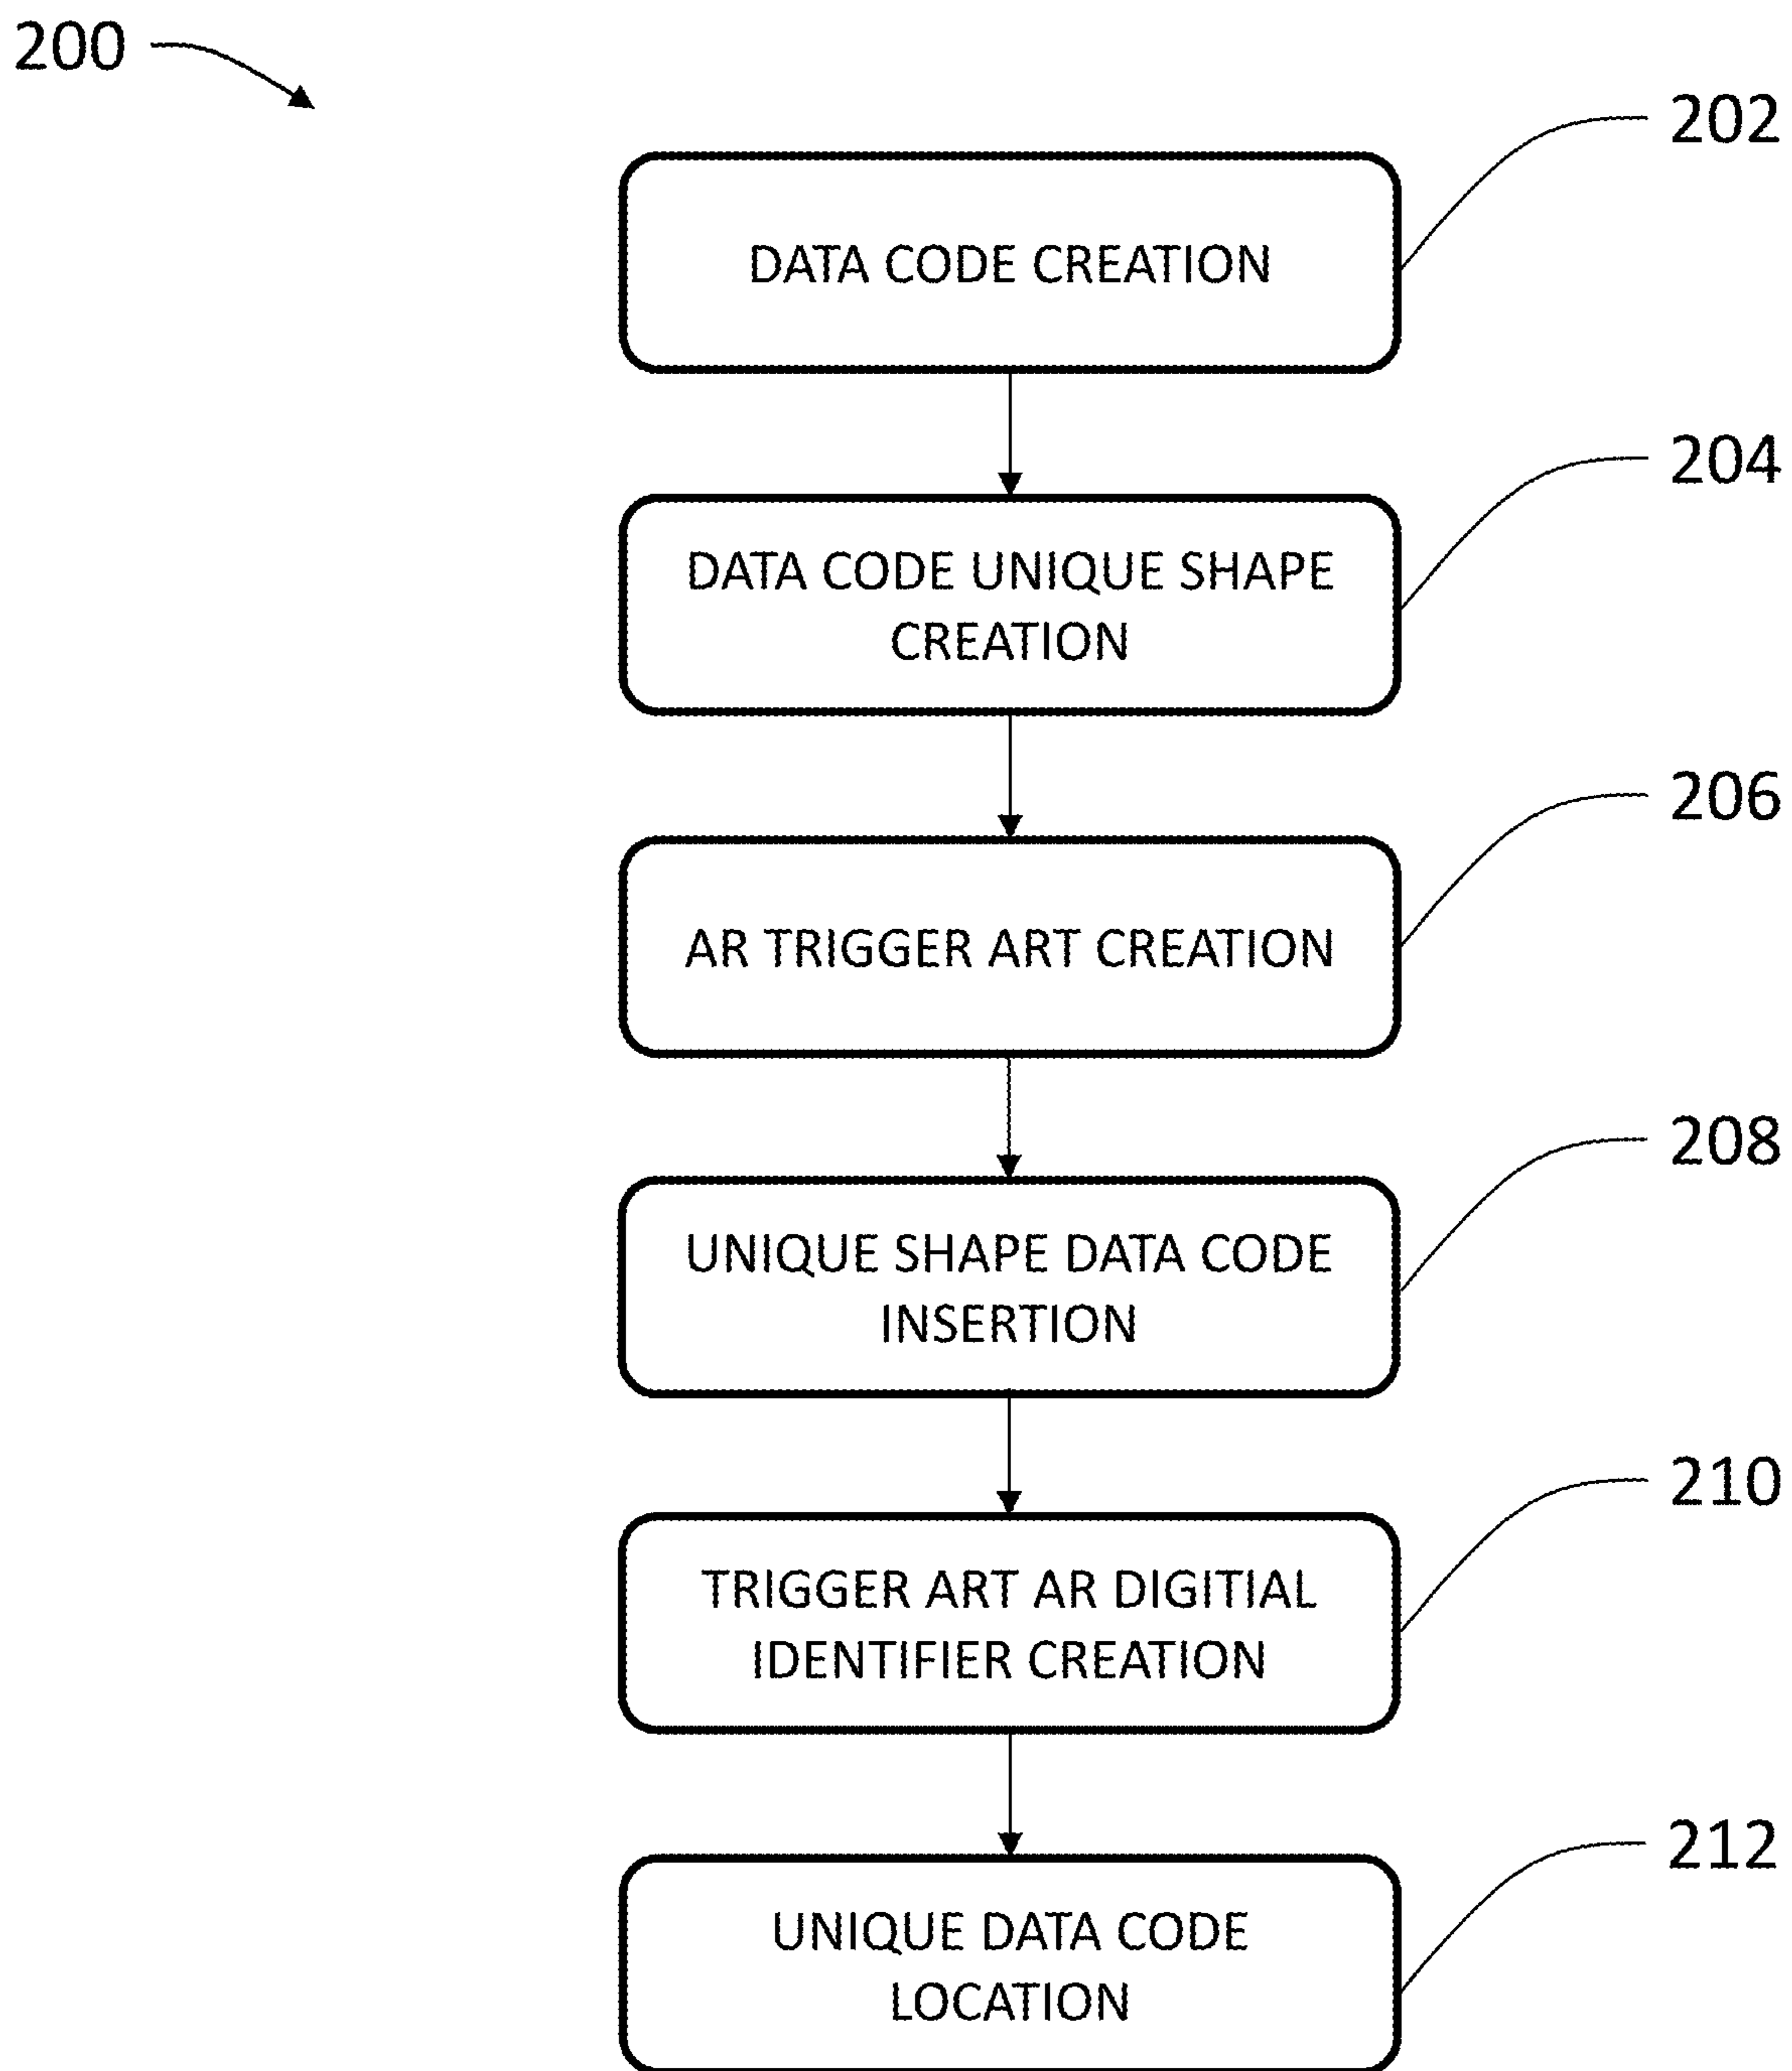 200
202
DATA CODE CREATION
204
DATA CODE UNIQUE SHAPE
CREATION
206
AR TRIGGER ART CREATION
208
UNIQUE SHAPE DATA CODE
INSERTION
210
TRIGGER ART AR DIGITIAL
IDENTIFIER CREATION
212
UNIQUE DATA CODE
LOCATION